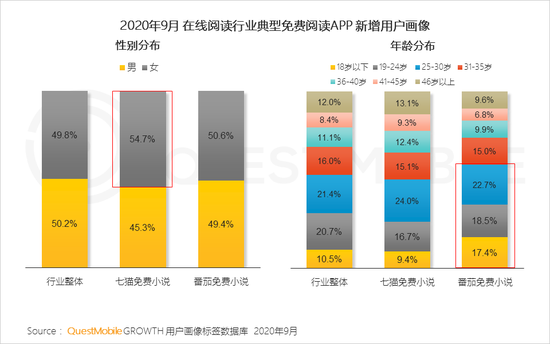 2020年9月 在线阅读行业典型免费阅读APP 新增用户画像
性别分布
男 女
49.8% 54.7% 50.6%
50.2% 45.3% 49.4%
行业整体 七猫免费小说 番茄免费小说
年龄分布
18岁以下 19-24岁 25-30岁 31-35岁
36-40岁 41-45岁 46岁以上
12.0% 13.1% 9.6%
8.4% 9.3% 6.8%
11.1% 12.4% 9.9%
16.0% 15.1% 15.0%
21.4% 24.0% 22.7%
20.7% 16.7% 18.5%
10.5% 9.4% 17.4%
行业整体 七猫免费小说 番茄免费小说
QUESTMOBILE
Source： QuestMobile GROWTH 用户画像标签数据库 2020年9月